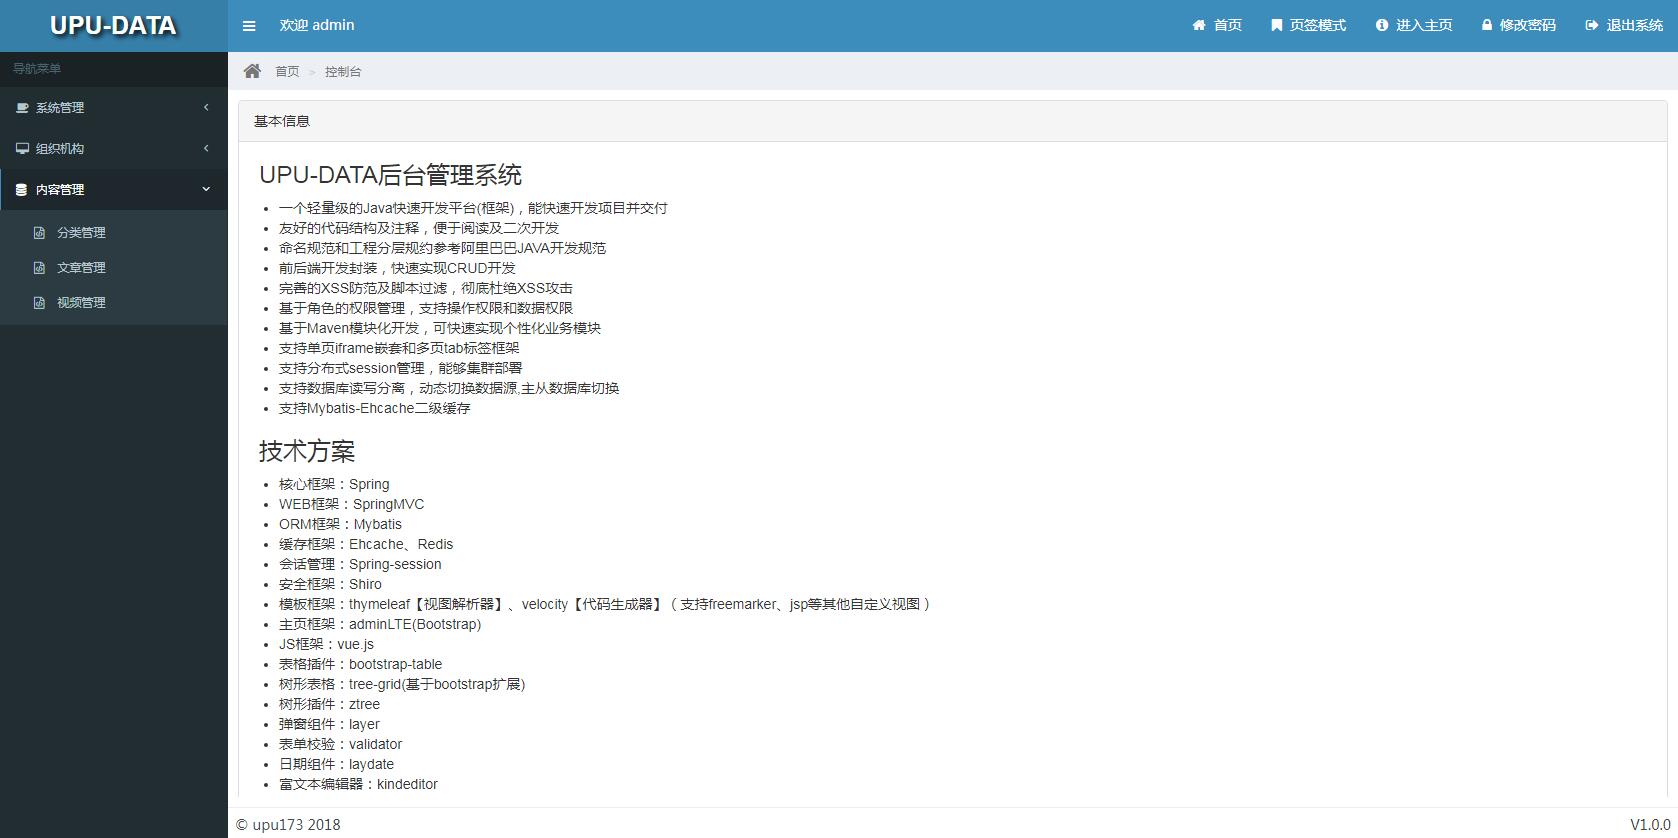 UPU-DATA
欢迎 admin
首页
页签模式
进入主页
修改密码
退出系统
导航菜单
系统管理
组织机构
内容管理
分类管理
文章管理
视频管理
首页 > 控制台
基本信息
UPU-DATA后台管理系统
一个轻量级的Java快速开发平台(框架)，能快速开发项目并交付
友好的代码结构及注释，便于阅读及二次开发
命名规范和工程分层规约参考阿里巴巴JAVA开发规范
前后端开发封装，快速实现CRUD开发
完善的XSS防范及脚本过滤，彻底杜绝XSS攻击
基于角色的权限管理，支持操作权限和数据权限
基于Maven模块化开发，可快速实现个性化业务模块
支持单页iframe嵌套和多页tab标签框架
支持分布式session管理，能够集群部署
支持数据库读写分离，动态切换数据源,主从数据库切换
支持Mybatis-Ehcache二级缓存
技术方案
核心框架：Spring
WEB框架：SpringMVC
ORM框架：Mybatis
缓存框架：Ehcache、Redis
会话管理：Spring-session
安全框架：Shiro
模板框架：thymeleaf【视图解析器】、velocity【代码生成器】（支持freemarker、jsp等其他自定义视图）
主页框架：adminLTE(Bootstrap)
JS框架：vue.js
表格插件：bootstrap-table
树形表格：tree-grid(基于bootstrap扩展)
树形插件：ztree
弹窗组件：layer
表单校验：validator
日期组件：laydate
富文本编辑器：kindeditor
© upu173 2018
V1.0.0